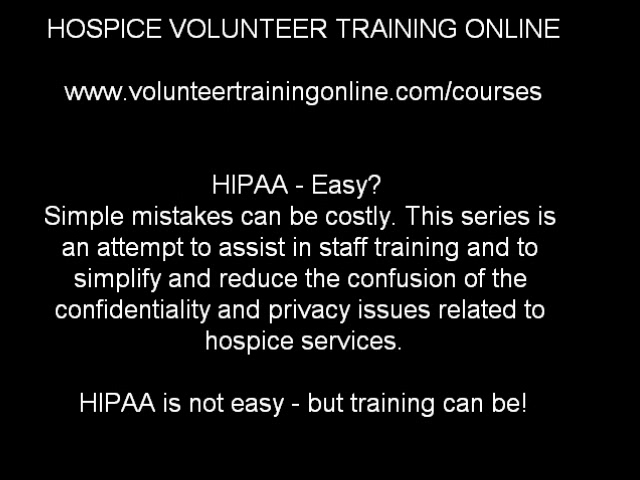 HOSPICE VOLUNTEER TRAINING ONLINE
www.volunteertrainingonline.com/courses
HIPAA - Easy?
Simple mistakes can be costly. This series is
an attempt to assist in staff training and to
simplify and reduce the confusion of the
confidentiality and privacy issues related to
hospice services.
HIPAA is not easy - but training can be!